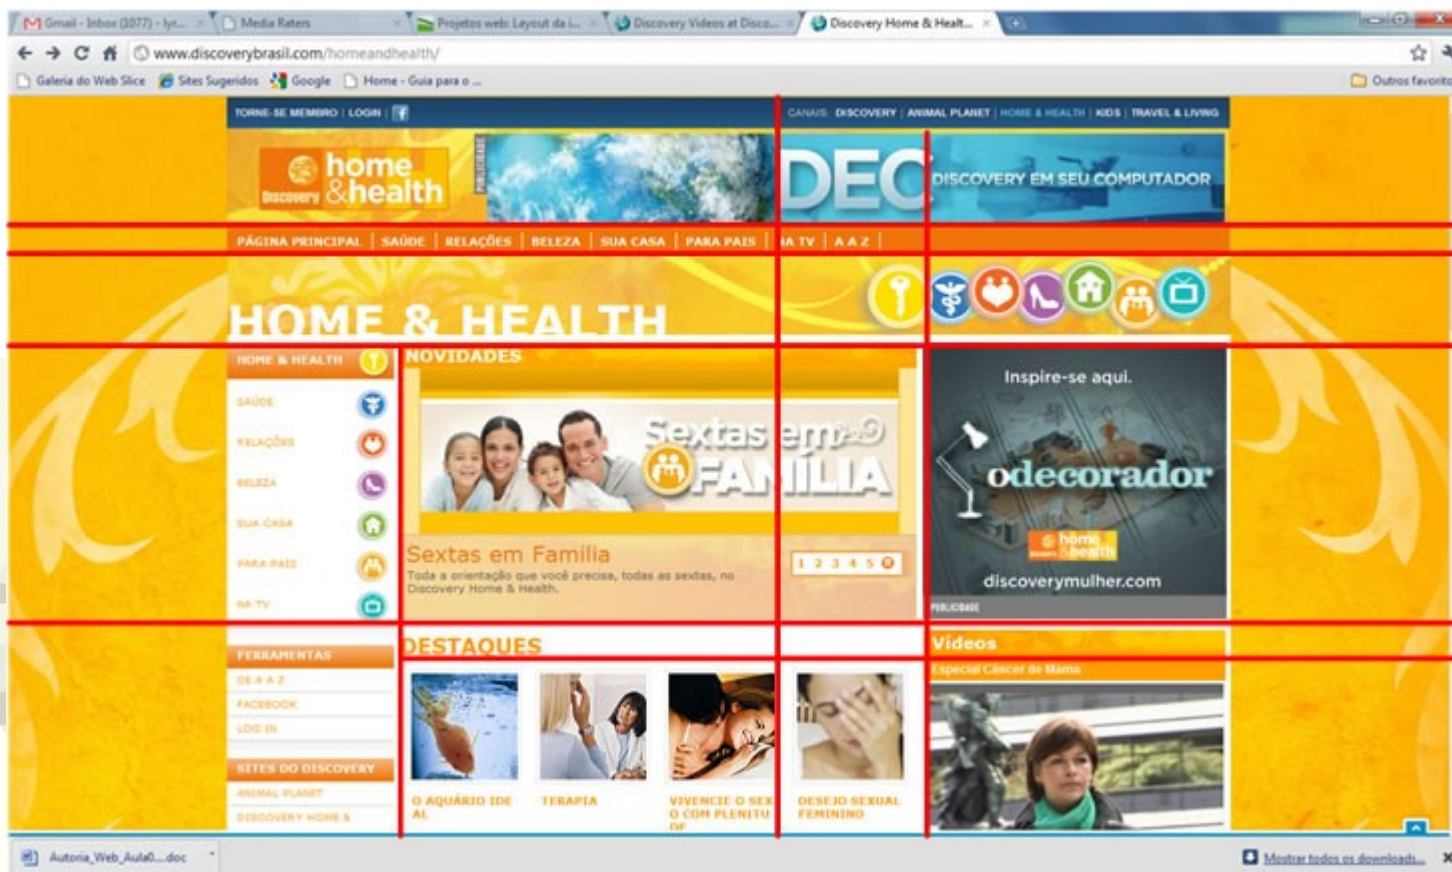 Gmail - Inbox (1077) - lyr...
Media Raters
Projetos web: Layout da i...
Discovery Videos at Disco...
Discovery Home & Healt...
www.discoverybrasil.com/homeandhealth/
Galeria do Web Slice
Sites Sugeridos
Google
Home - Guia para o ...
Outros favorito
TORNE-SE MEMBRO | LOGIN |
CANAIS: DISCOVERY | ANIMAL PLANET | HOME & HEALTH | KIDS | TRAVEL & LIVING
Discovery home &health
PUBLICIDADE
DEC
DISCOVERY EM SEU COMPUTADOR
PÁGINA PRINCIPAL | SAÚDE | RELAÇÕES | BELEZA | SUA CASA | PARA PAIS | NA TV | A A Z |
HOME & HEALTH
HOME & HEALTH
SAÚDE
RELAÇÕES
BELEZA
SUA CASA
PARA PAIS
NA TV
NOVIDADES
Sextas em
FAMÍLIA
Sextas em Família
Toda a orientação que você precisa, todas as sextas, no
Discovery Home & Health.
1 2 3 4 5
Inspire-se aqui.
odecorador
Discovery home &health
discoverymulher.com
PUBLICIDADE
FERRAMENTAS
DE A A Z
FACEBOOK
LOG IN
SITES DO DISCOVERY
ANIMAL PLANET
DISCOVERY HOME &
DESTAQUES
O AQUÁRIO IDE
AL
TERAPIA
VIVENCIE O SEX
O COM PLENITU
DE
DESEJO SEXUAL
FEMININO
Vídeos
Especial Câncer de Mama
Autoria_Web_Aula0....doc
Mostrar todos os downloads...